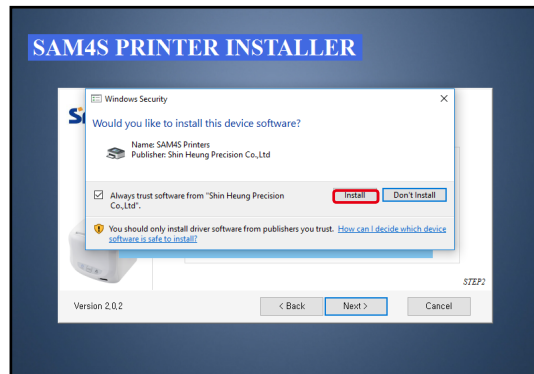 SAM4S PRINTER INSTALLER
Windows Security
Would you like to install this device software?
Name: SAM4S Printers
Publisher: Shin Heung Precision Co.,Ltd
Always trust software from "Shin Heung Precision
Co.,Ltd".
Install
Don't Install
You should only install driver software from publishers you trust. How can I decide which device
software is safe to install?
STEP2
Version 2,0,2
< Back
Next >
Cancel